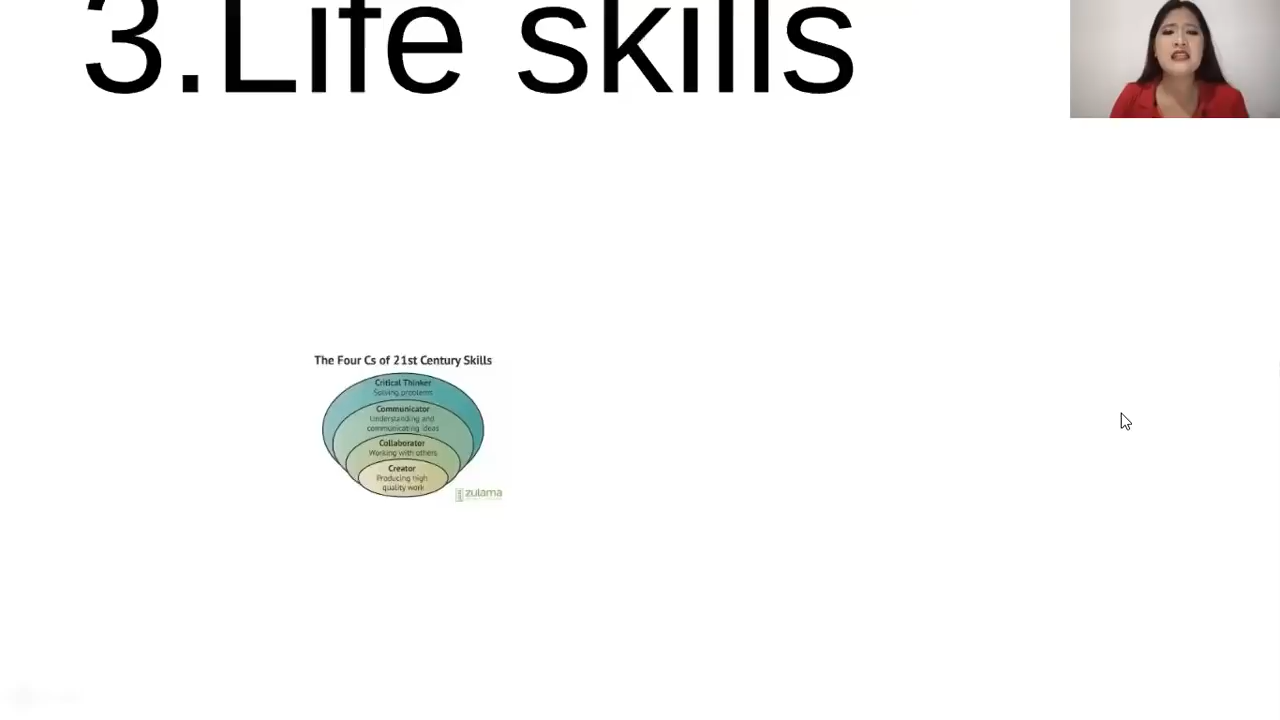 3.Life skills
The Four Cs of 21st Century Skills
Critical Thinker
Solving problems
Communicator
Understanding and
communicating ideas
Collaborator
Working with others
Creator
Producing high
quality work
zulama